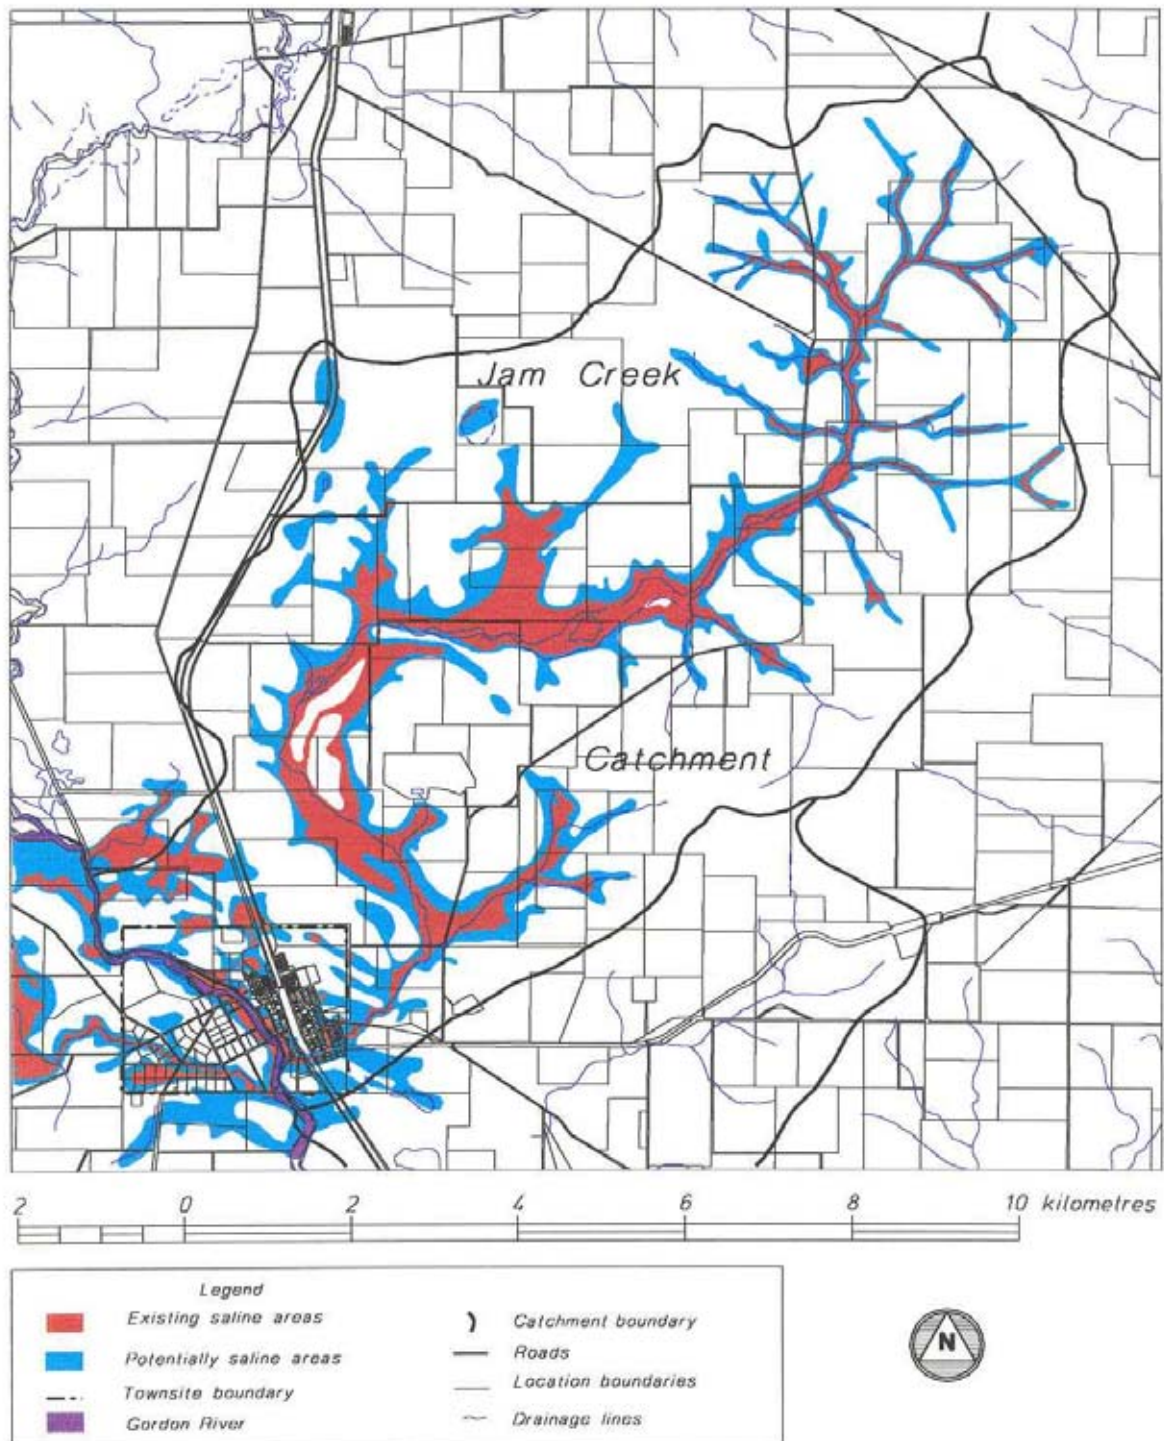 Jam Creek
Catchment
2 0 2 4 6 8 10 kilometres
Legend
Existing saline areas
Potentially saline areas
Townsite boundary
Gordon River
Catchment boundary
Roads
Location boundaries
Drainage lines
N